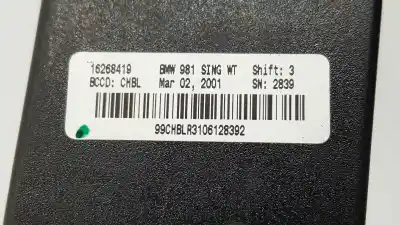 16268419 BMW 981 SING WT Shift: 3
BCCD: CHBL Mar 02, 2001 SN: 2839
99CHBLR3106128392